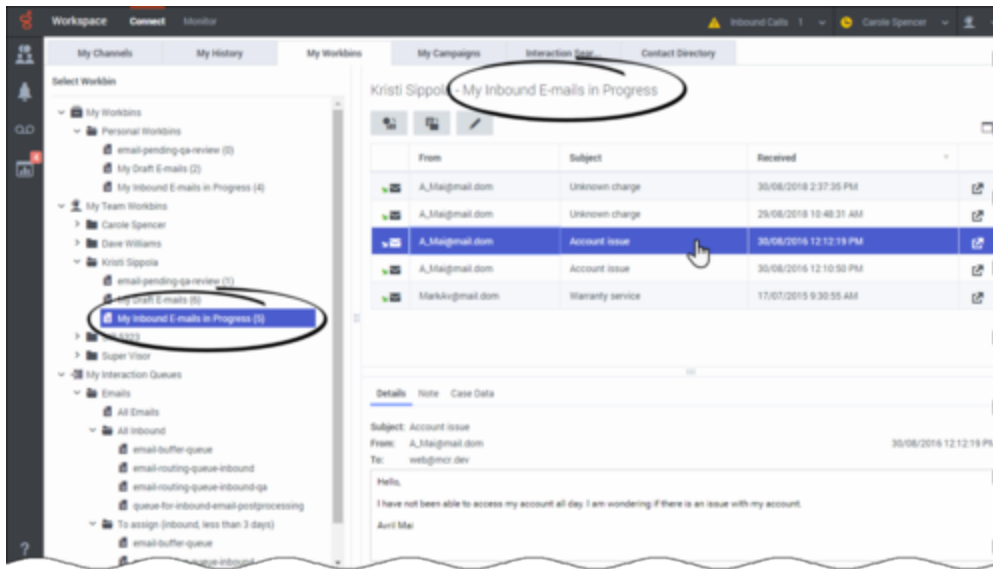 Workspace Connect Monitor
Inbound Calls 1 Carole Spencer
My Channels My History My Workbins My Campaigns Interaction Sear... Contact Directory
Select Workbin
My Workbins
Personal Workbins
email-pending-qa-review (0)
My Draft E-mails (2)
My Inbound E-mails in Progress (4)
My Team Workbins
Carole Spencer
Dave Williams
Kristi Sippola
email-pending-qa-review (1)
My Draft E-mails (6)
My Inbound E-mails in Progress (5)
Super Visor
My Interaction Queues
Emails
All Emails
All Inbound
email-buffer-queue
email-routing-queue-inbound
email-routing-queue-inbound-qa
queue-for-inbound-email-postprocessing
To assign (inbound, less than 3 days)
email-buffer-queue
4
?
Kristi Sippola - My Inbound E-mails in Progress
From Subject Received
A_Mai@mail.dom Unknown charge 30/08/2018 2:37:35 PM
A_Mai@mail.dom Unknown charge 29/08/2018 10:48:31 AM
A_Mai@mail.dom Account issue 30/08/2016 12:12:19 PM
A_Mai@mail.dom Account issue 30/08/2016 12:10:50 PM
MarkAv@mail.dom Warranty service 17/07/2015 9:30:55 AM
Details Note Case Data
Subject: Account issue
From: A_Mai@mail.dom 30/08/2016 12:12:19 PM
To: web@mcr.dev
Hello,
I have not been able to access my account all day. I am wondering if there is an issue with my account.
Avril Mai